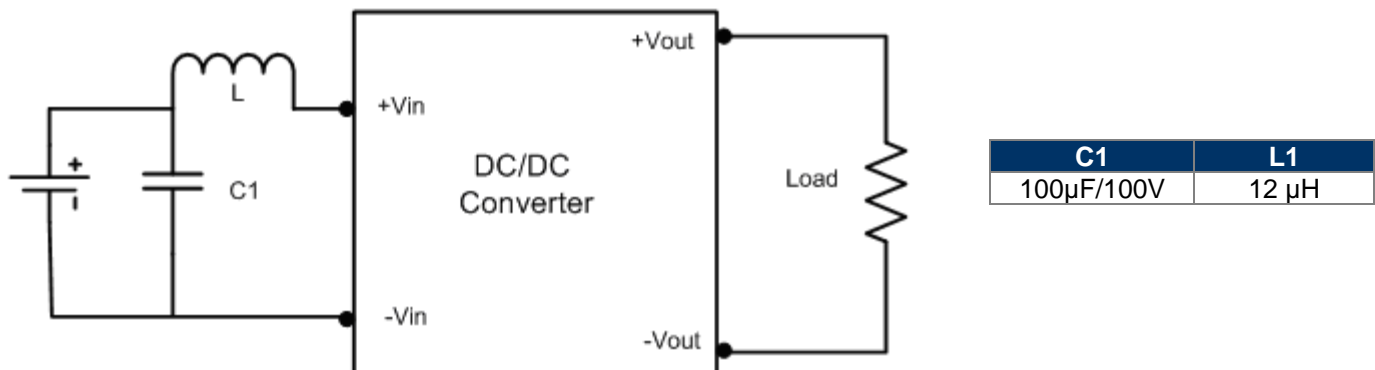 +Vout
L
+Vin
DC/DC
Converter
C1
Load
-Vin
-Vout
C1 L1
100µF/100V 12 µH